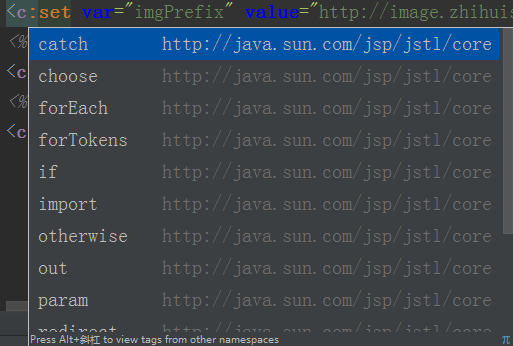 <c:set var="imgPrefix" value="http://image.zhihuis
<%
catch http://java.sun.com/jsp/jstl/core
choose http://java.sun.com/jsp/jstl/core
<c
forEach http://java.sun.com/jsp/jstl/core
<%
forTokens http://java.sun.com/jsp/jstl/core
<c
if http://java.sun.com/jsp/jstl/core
import http://java.sun.com/jsp/jstl/core
otherwise http://java.sun.com/jsp/jstl/core
out http://java.sun.com/jsp/jstl/core
param http://java.sun.com/jsp/jstl/core
redirect http://java.sun.com/jsp/jstl/core
Press Alt+斜杠 to view tags from other namespaces π